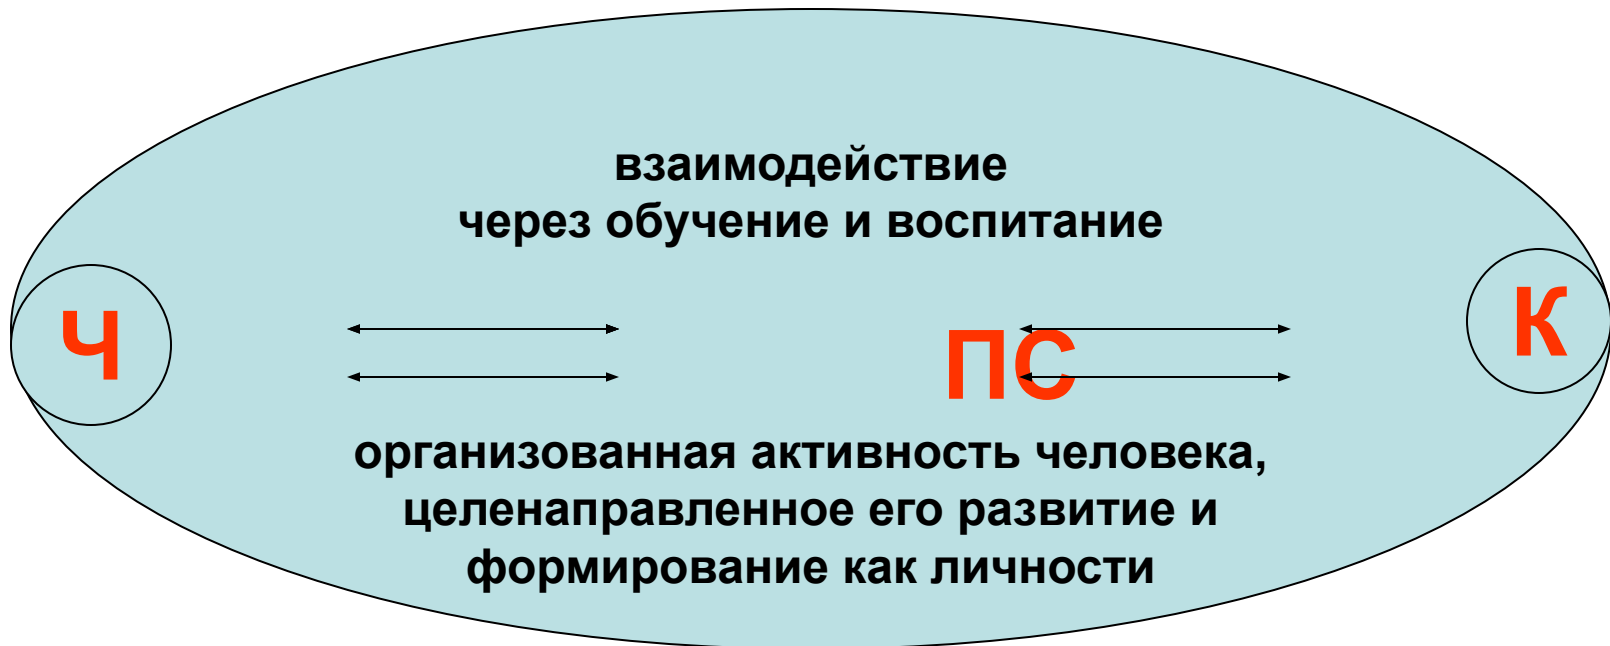 взаимодействие
через обучение и воспитание
Ч
ПС
К
организованная активность человека,
целенаправленное его развитие и
формирование как личности